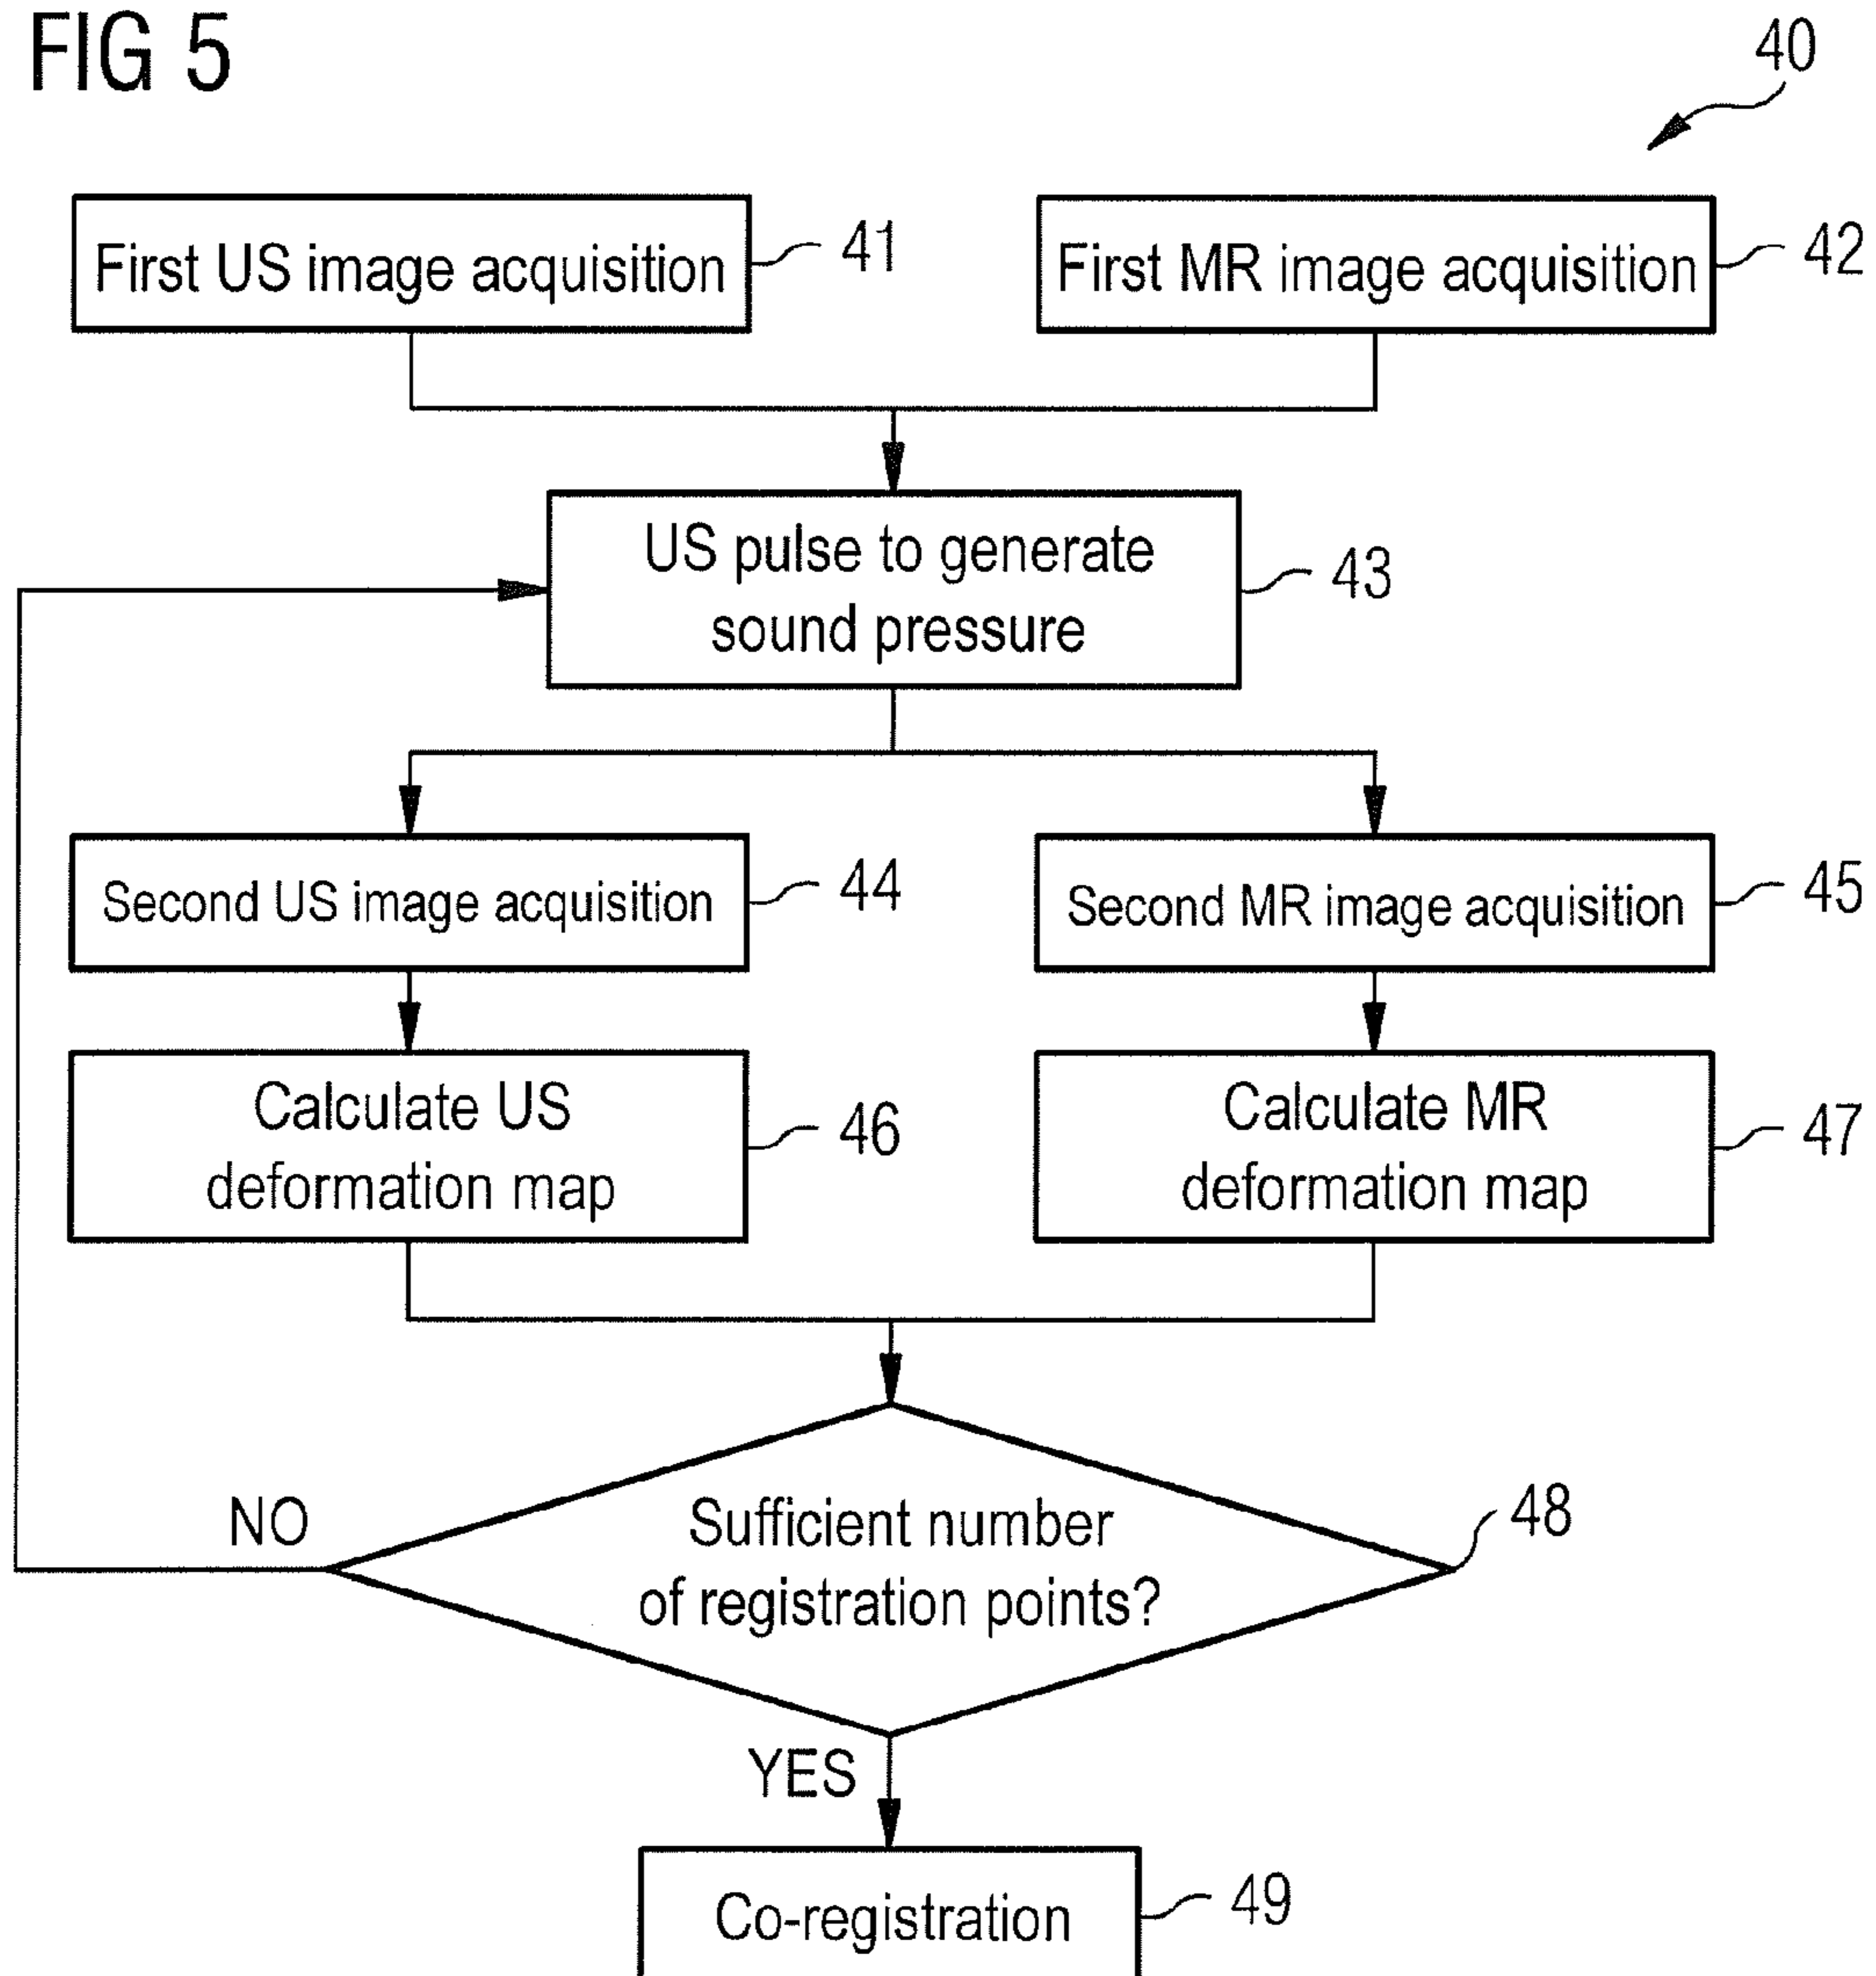 FIG 5
40
First US image acquisition
41
First MR image acquisition
42
US pulse to generate
sound pressure
43
Second US image acquisition
44
Second MR image acquisition
45
Calculate US
deformation map
46
Calculate MR
deformation map
47
Sufficient number
of registration points?
48
NO
YES
Co-registration
49